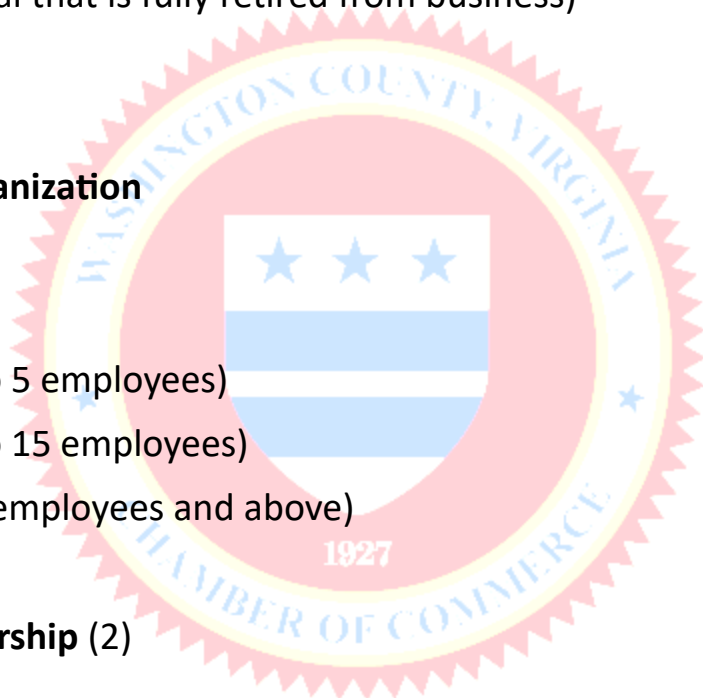 that is fully retired from business)
WASHINGTON COUNTY, VIRGINIA
anization
5 employees)
15 employees)
employees and above)
1927
CHAMBER OF COMMERCE
rship (2)